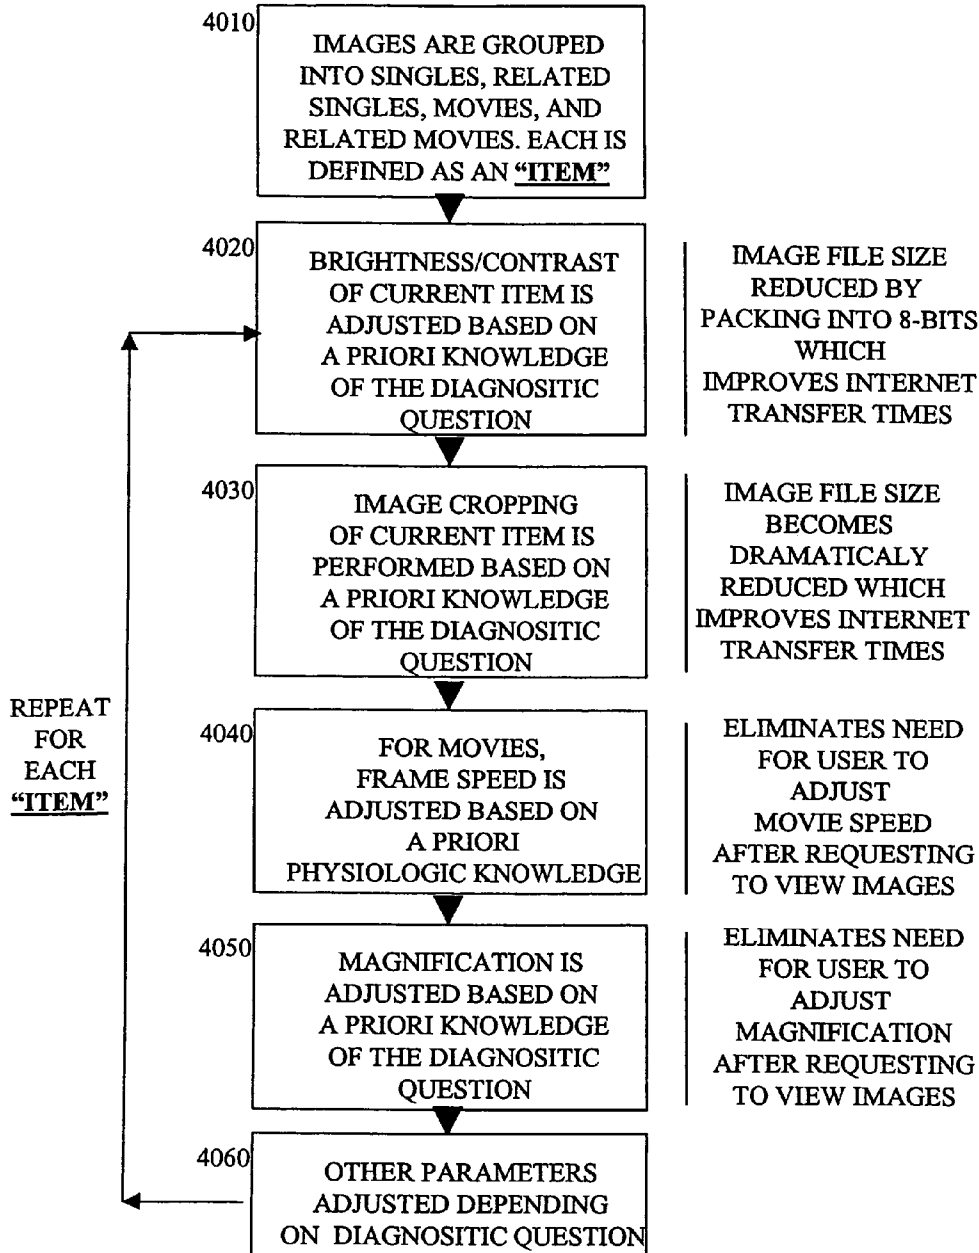 4010
IMAGES ARE GROUPED
INTO SINGLES, RELATED
SINGLES, MOVIES, AND
RELATED MOVIES. EACH IS
DEFINED AS AN “ITEM”
4020
BRIGHTNESS/CONTRAST
OF CURRENT ITEM IS
ADJUSTED BASED ON
A PRIORI KNOWLEDGE
OF THE DIAGNOSITIC
QUESTION
IMAGE FILE SIZE
REDUCED BY
PACKING INTO 8-BITS
WHICH
IMPROVES INTERNET
TRANSFER TIMES
4030
IMAGE CROPPING
OF CURRENT ITEM IS
PERFORMED BASED ON
A PRIORI KNOWLEDGE
OF THE DIAGNOSITIC
QUESTION
IMAGE FILE SIZE
BECOMES
DRAMATICALY
REDUCED WHICH
IMPROVES INTERNET
TRANSFER TIMES
REPEAT
FOR
EACH
“ITEM”
4040
FOR MOVIES,
FRAME SPEED IS
ADJUSTED BASED ON
A PRIORI
PHYSIOLOGIC KNOWLEDGE
ELIMINATES NEED
FOR USER TO
ADJUST
MOVIE SPEED
AFTER REQUESTING
TO VIEW IMAGES
4050
MAGNIFICATION IS
ADJUSTED BASED ON
A PRIORI KNOWLEDGE
OF THE DIAGNOSITIC
QUESTION
ELIMINATES NEED
FOR USER TO
ADJUST
MAGNIFICATION
AFTER REQUESTING
TO VIEW IMAGES
4060
OTHER PARAMETERS
ADJUSTED DEPENDING
ON DIAGNOSITIC QUESTION